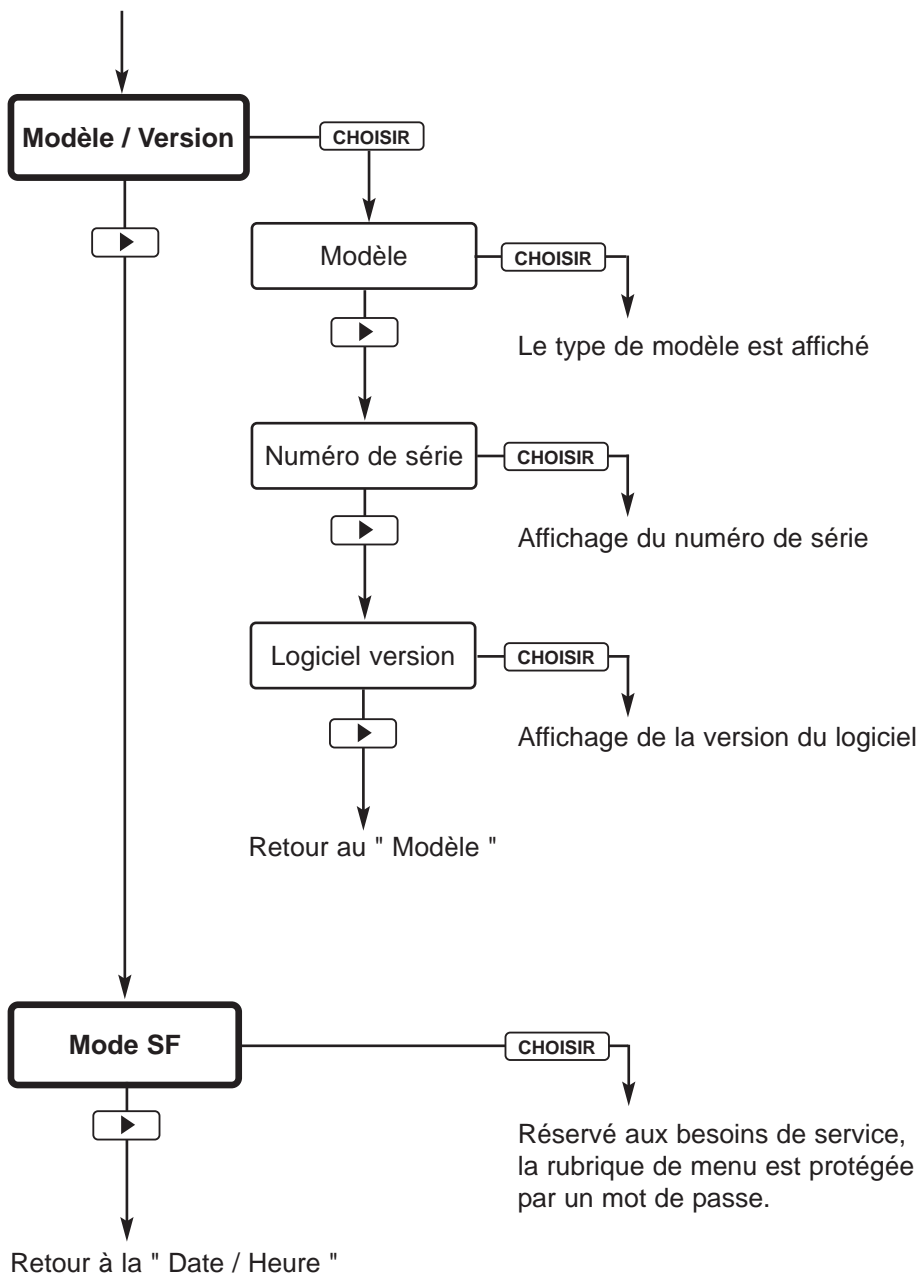 Modèle / Version
CHOISIR
Modèle
CHOISIR
Le type de modèle est affiché
Numéro de série
CHOISIR
Affichage du numéro de série
Logiciel version
CHOISIR
Affichage de la version du logiciel
Retour au " Modèle "
Mode SF
CHOISIR
Réservé aux besoins de service,
la rubrique de menu est protégée
par un mot de passe.
Retour à la " Date / Heure "